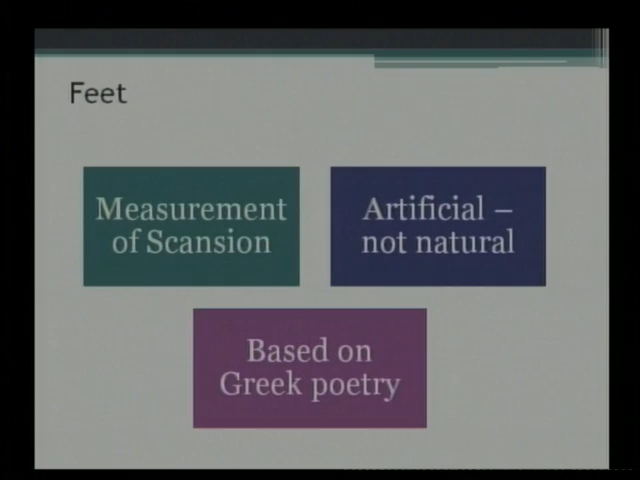 Feet
Measurement
of Scansion
Artificial –
not natural
Based on
Greek poetry